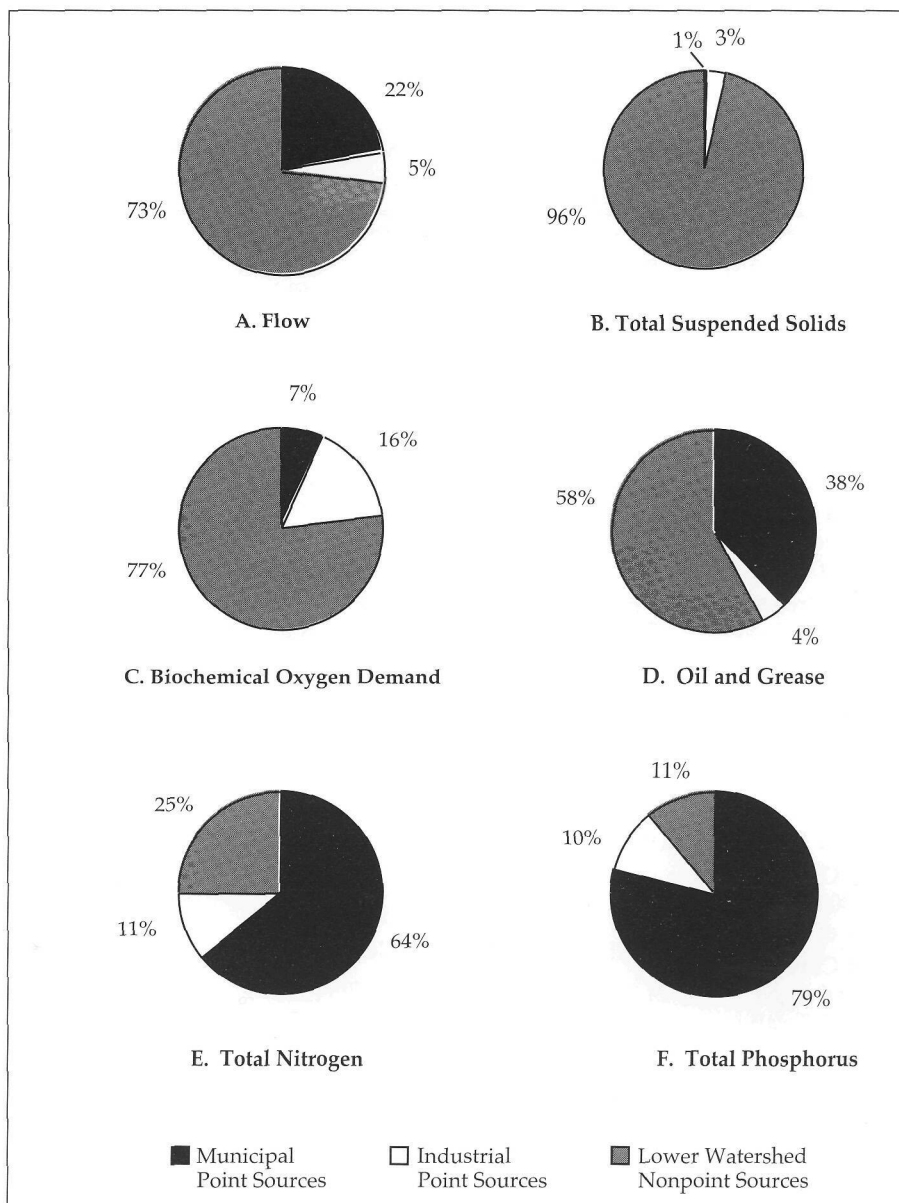 22%
5%
73%
A. Flow
1% 3%
96%
B. Total Suspended Solids
7%
16%
77%
C. Biochemical Oxygen Demand
38%
58%
4%
D. Oil and Grease
25%
11%
64%
E. Total Nitrogen
11%
10%
79%
F. Total Phosphorus
Municipal
Point Sources
Industrial
Point Sources
Lower Watershed
Nonpoint Sources